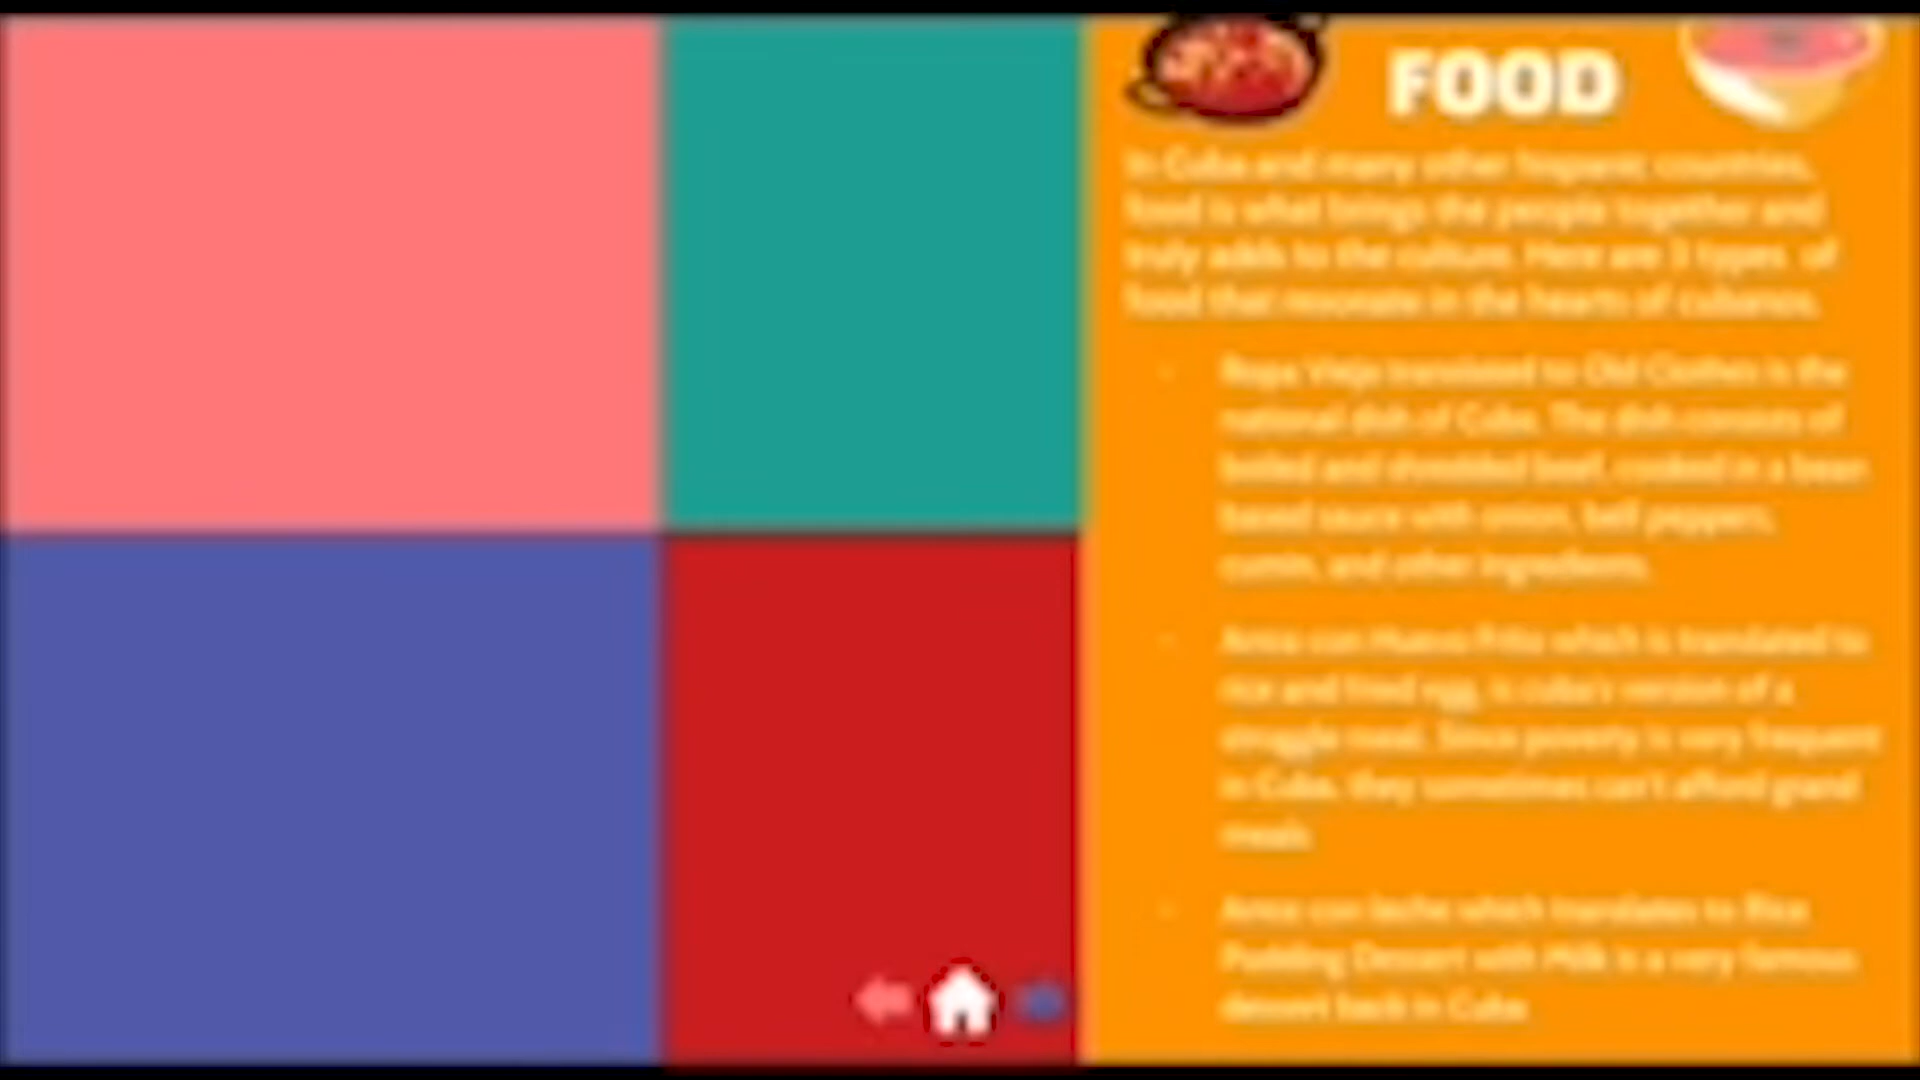 FOOD
In Cuba and many other hispanic countries,
food is what brings the people together and
truly adds to the culture. Here are 3 types of
food that resonate in the hearts of cubanos.
Ropa Vieja translated to Old Clothes is the
national dish of Cuba. The dish consists of
boiled and shredded beef, cooked in a bean
based sauce with onion, bell peppers,
cumin, and other ingredients.
Arroz con Huevo Frito which is translated to
rice and fried egg, is cuba's version of a
struggle meal. Since poverty is very frequent
in Cuba, they sometimes can't afford grand
meals
Arroz con leche which translates to Rice
Pudding Dessert with Milk is a very famous
dessert back in Cuba